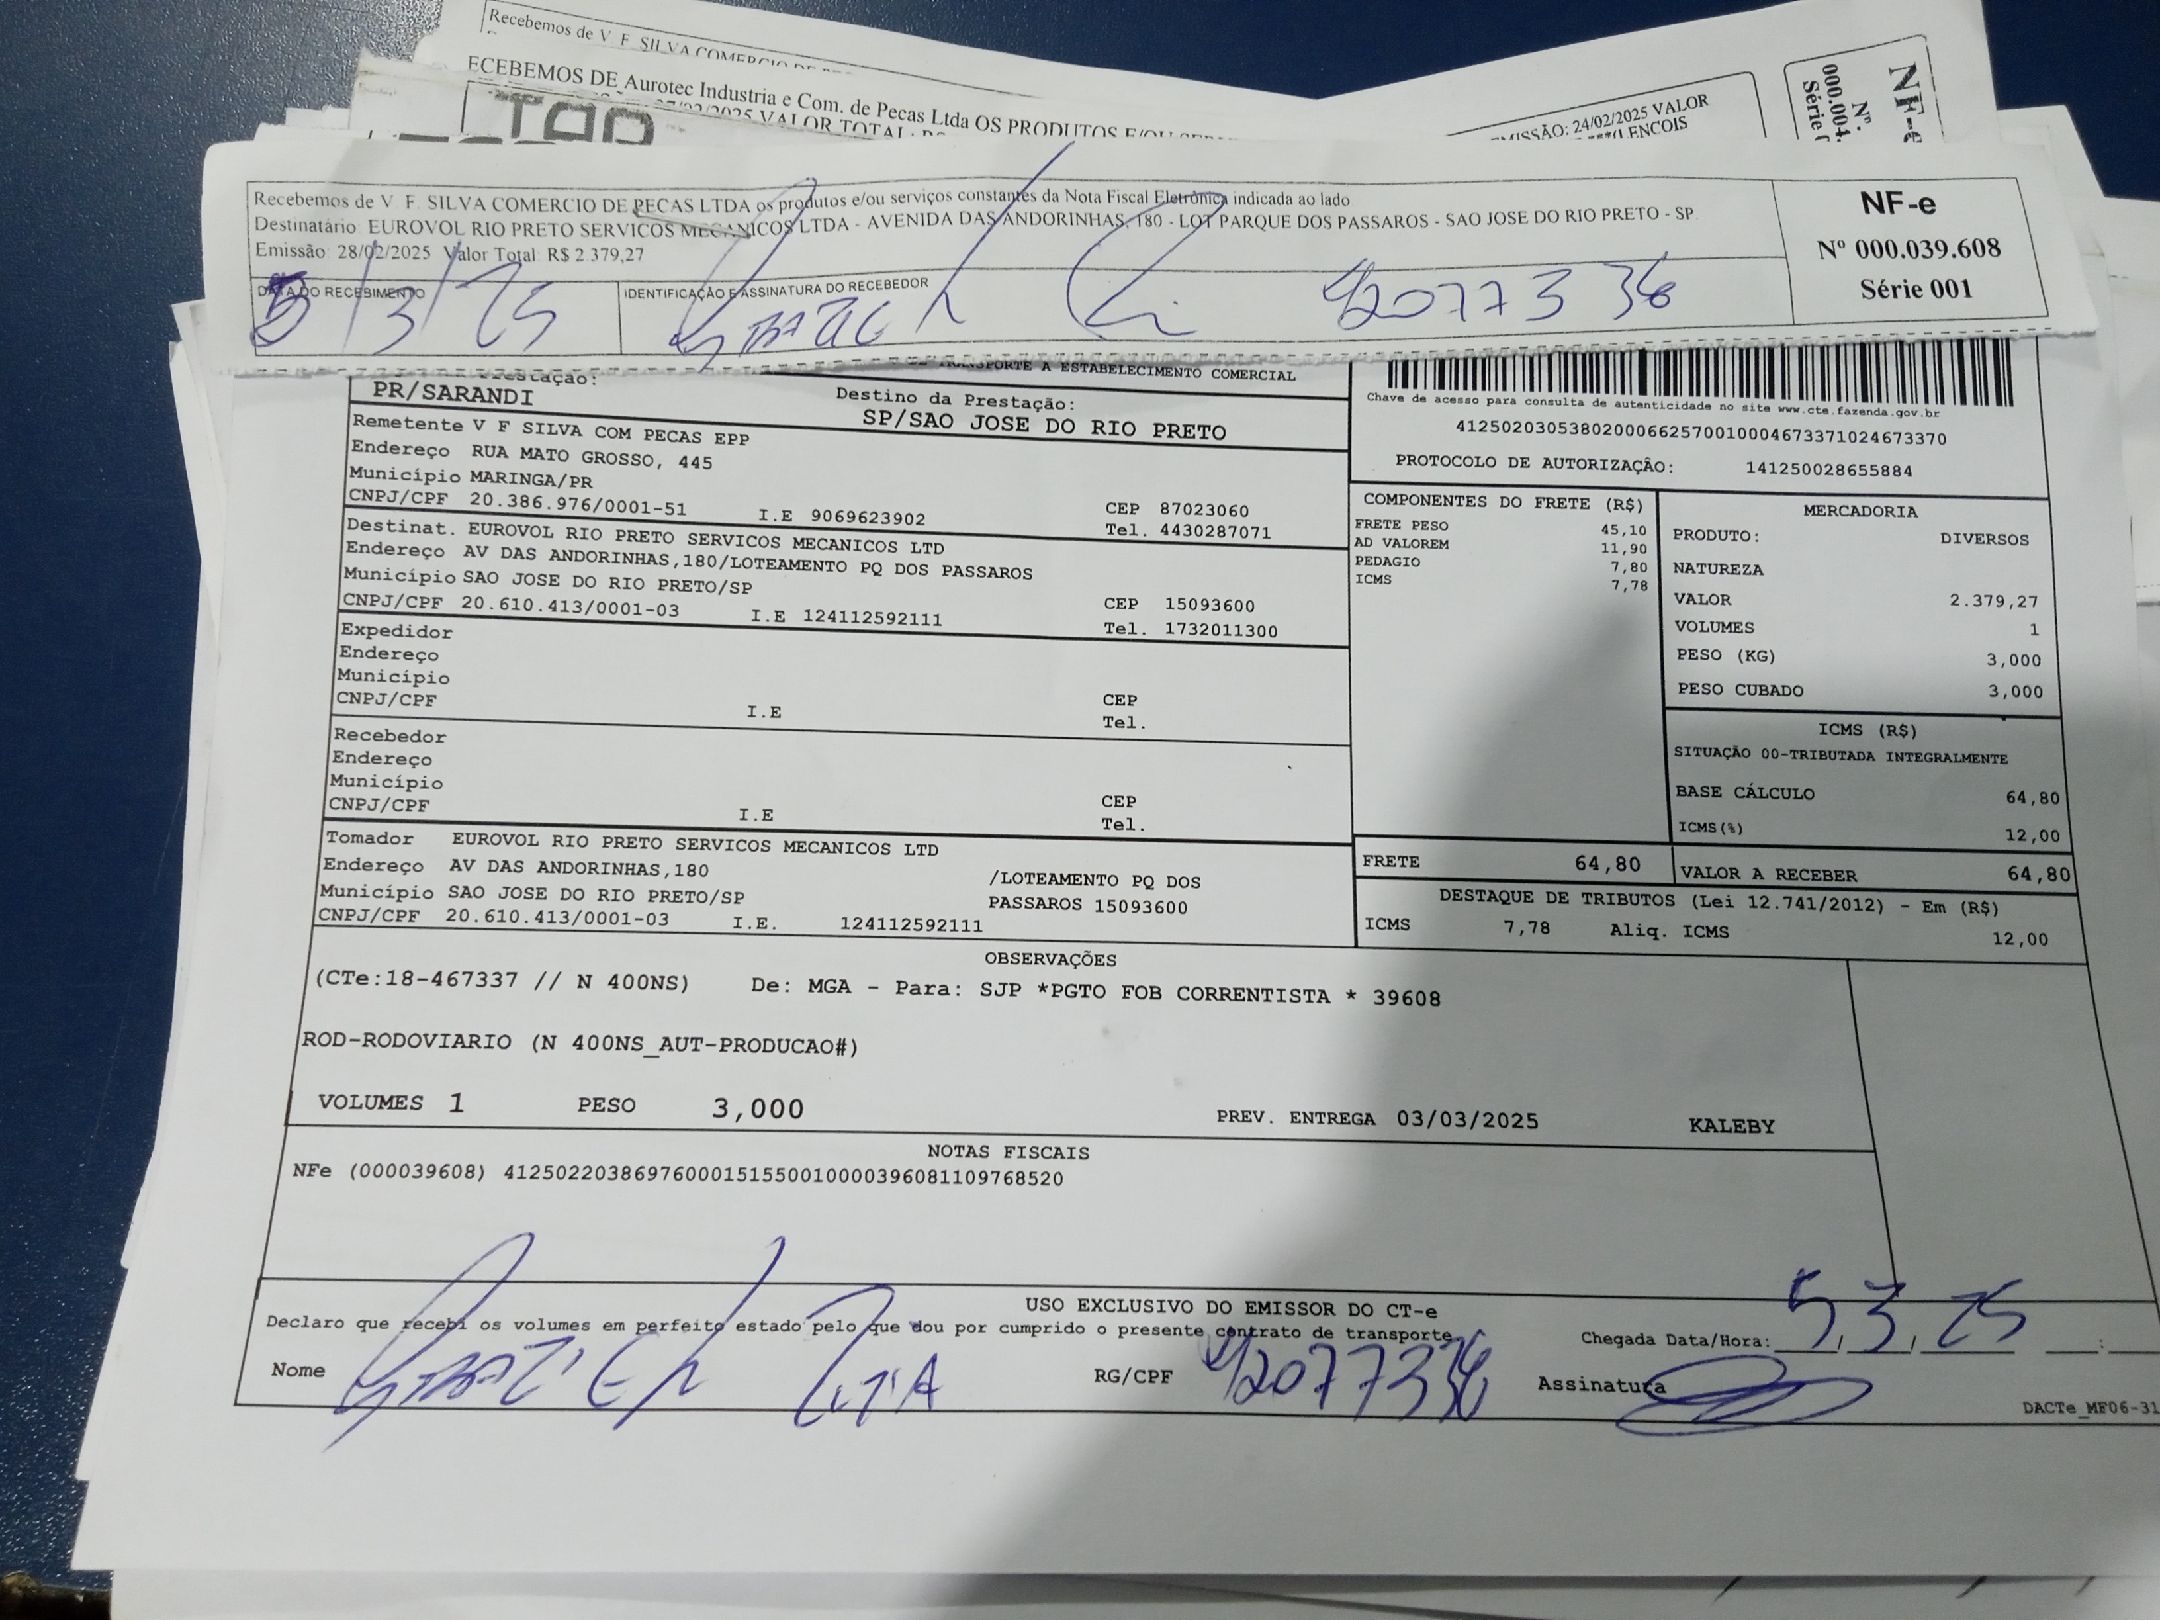 Recebemos de V. F. SILVA COMERCIO DE
ECEBEMOS DE Aurotec Industria e Com. de Pecas Ltda OS PRODUTOS E/OU
/02/2025 VALOR TOTAL: R$
EMISSÃO: 24/02/2025 VALOR
LENCOIS
NF-e
Nº.
000.004.
Série
Recebemos de V. F. SILVA COMERCIO DE PECAS LTDA os produtos e/ou serviços constantes da Nota Fiscal Eletrônica indicada ao lado
Destinatário: EUROVOL RIO PRETO SERVICOS MECANICOS LTDA - AVENIDA DAS ANDORINHAS, 180 - LOT PARQUE DOS PASSAROS - SAO JOSE DO RIO PRETO - SP.
Emissão: 28/02/2025 Valor Total: R$ 2.379,27
NF-e
Nº 000.039.608
Série 001
DATA DO RECEBIMENTO
5/3/25
IDENTIFICAÇÃO E ASSINATURA DO RECEBEDOR
42077336
TRANSPORTE A ESTABELECIMENTO COMERCIAL
Prestação:
PR/SARANDI
Destino da Prestação:
SP/SAO JOSE DO RIO PRETO
Chave de acesso para consulta de autenticidade no site www.cte.fazenda.gov.br
41250203053802000662570010004673371024673370
PROTOCOLO DE AUTORIZAÇÃO: 141250028655884
Remetente V F SILVA COM PECAS EPP
Endereço RUA MATO GROSSO, 445
Município MARINGA/PR
CNPJ/CPF 20.386.976/0001-51 I.E 9069623902
CEP 87023060
Tel. 4430287071
Destinat. EUROVOL RIO PRETO SERVICOS MECANICOS LTD
Endereço AV DAS ANDORINHAS,180/LOTEAMENTO PQ DOS PASSAROS
Município SAO JOSE DO RIO PRETO/SP
CNPJ/CPF 20.610.413/0001-03 I.E 124112592111
CEP 15093600
Tel. 1732011300
Expedidor
Endereço
Município
CNPJ/CPF I.E
CEP
Tel.
Recebedor
Endereço
Município
CNPJ/CPF I.E
CEP
Tel.
Tomador EUROVOL RIO PRETO SERVICOS MECANICOS LTD
Endereço AV DAS ANDORINHAS,180 /LOTEAMENTO PQ DOS
Município SAO JOSE DO RIO PRETO/SP PASSAROS 15093600
CNPJ/CPF 20.610.413/0001-03 I.E. 124112592111
COMPONENTES DO FRETE (R$)
FRETE PESO 45,10
AD VALOREM 11,90
PEDAGIO 7,80
ICMS 7,78
MERCADORIA
PRODUTO: DIVERSOS
NATUREZA
VALOR 2.379,27
VOLUMES 1
PESO (KG) 3,000
PESO CUBADO 3,000
ICMS (R$)
SITUAÇÃO 00-TRIBUTADA INTEGRALMENTE
BASE CÁLCULO 64,80
ICMS(%) 12,00
FRETE 64,80
VALOR A RECEBER 64,80
DESTAQUE DE TRIBUTOS (Lei 12.741/2012) - Em (R$)
ICMS 7,78 Aliq. ICMS 12,00
OBSERVAÇÕES
(CTe:18-467337 // N 400NS) De: MGA - Para: SJP *PGTO FOB CORRENTISTA * 39608
ROD-RODOVIARIO (N 400NS_AUT-PRODUCAO#)
VOLUMES 1 PESO 3,000 PREV. ENTREGA 03/03/2025 KALEBY
NOTAS FISCAIS
NFe (000039608) 41250220386976000151550010000396081109768520
USO EXCLUSIVO DO EMISSOR DO CT-e
Declaro que recebi os volumes em perfeito estado pelo que dou por cumprido o presente contrato de transporte
Chegada Data/Hora: 5/3/25 :
Nome
RG/CPF 42077336
Assinatura
DACTe_MF06-31